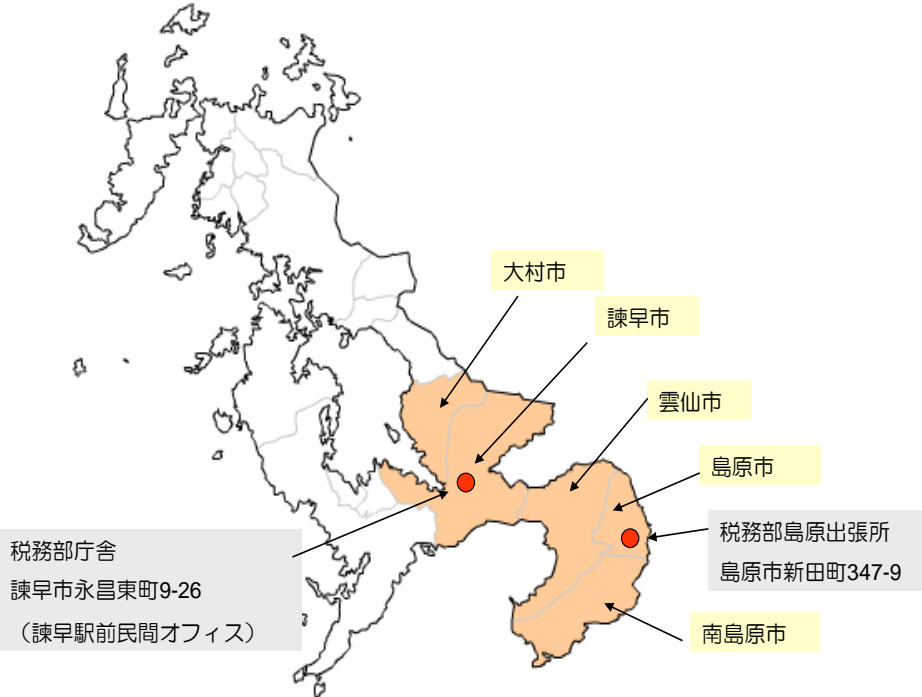 大村市
諫早市
雲仙市
島原市
税務部庁舎
諫早市永昌東町9-26
（諫早駅前民間オフィス）
税務部島原出張所
島原市新田町347-9
南島原市